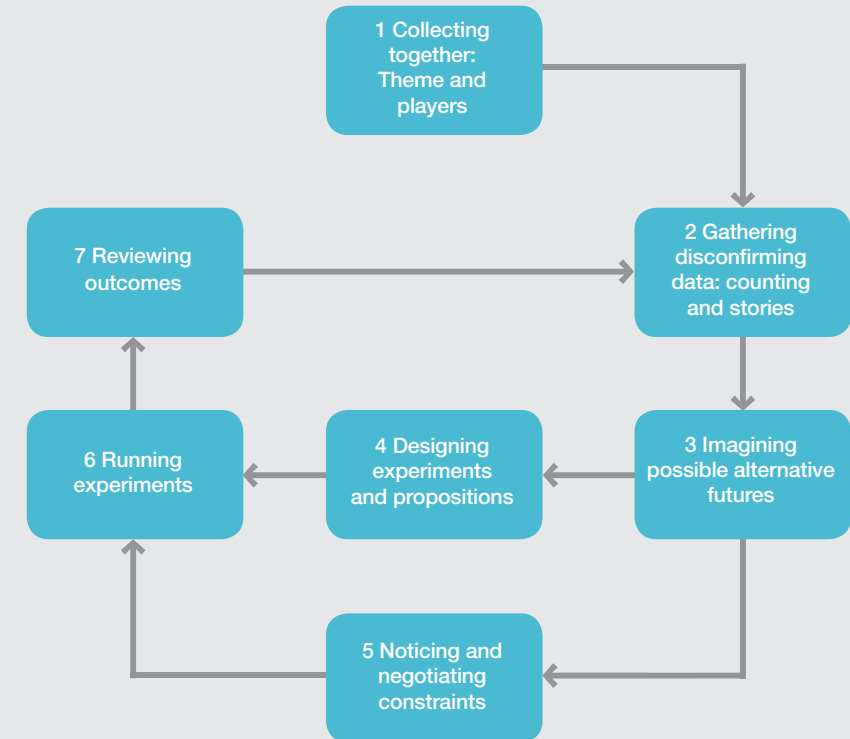 1 Collecting
together:
Theme and
players
2 Gathering
disconfirming
data: counting
and stories
3 Imagining
possible alternative
futures
4 Designing
experiments
and propositions
5 Noticing and
negotiating
constraints
6 Running
experiments
7 Reviewing
outcomes